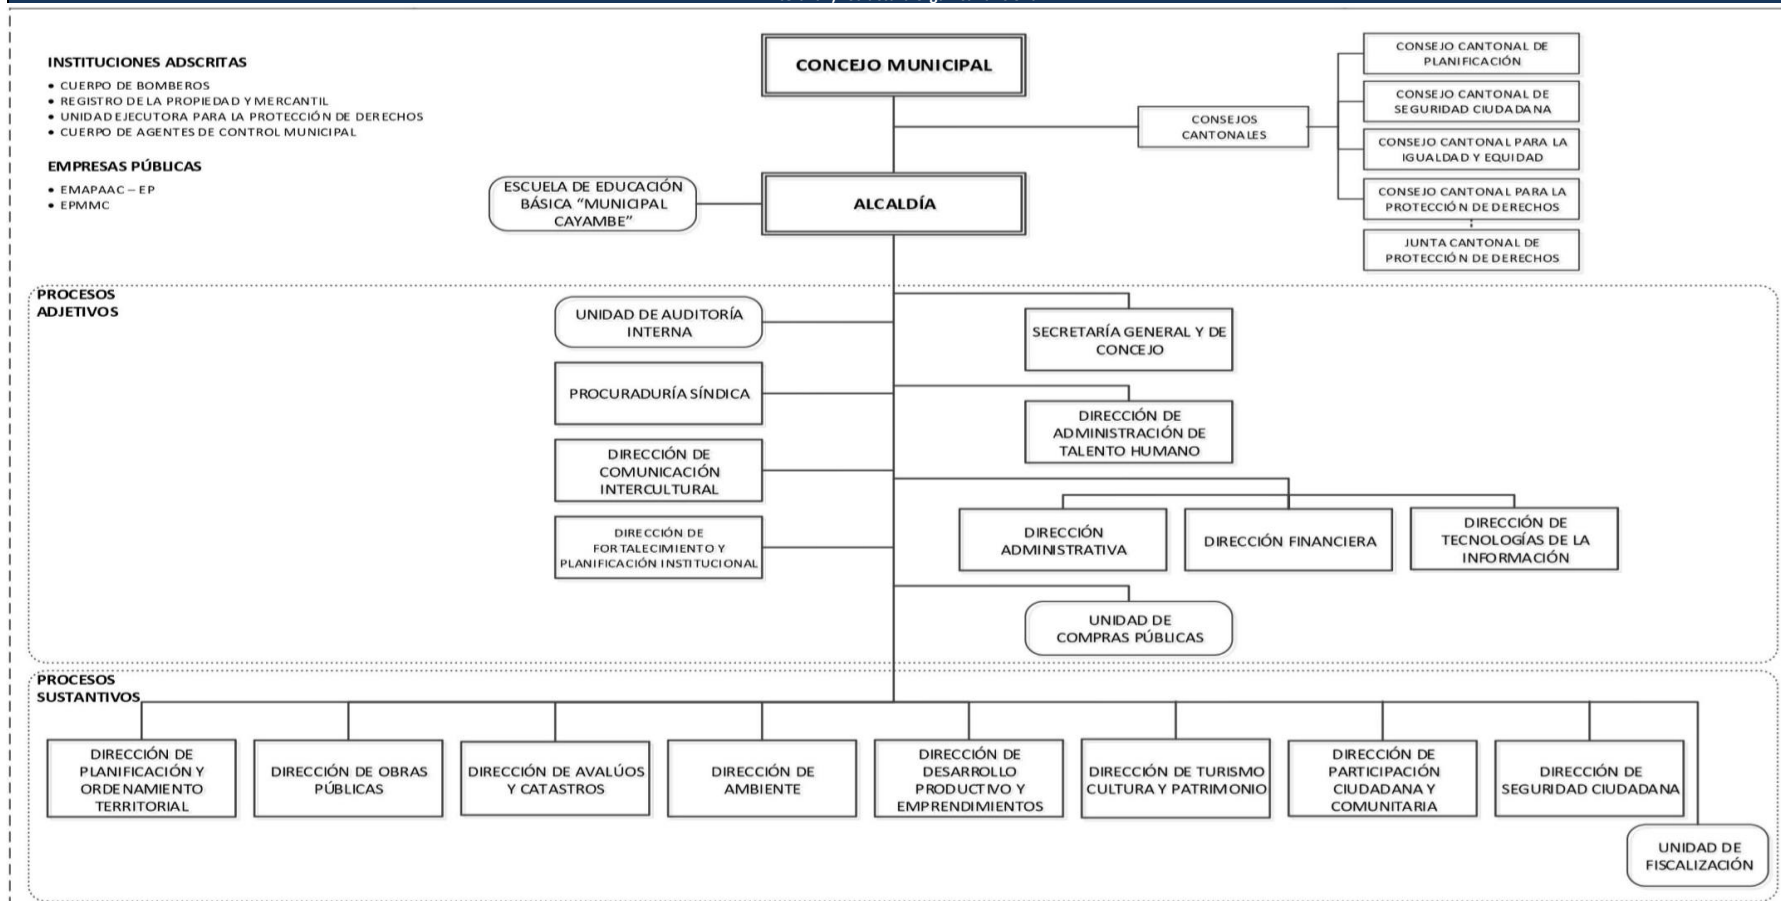 INSTITUCIONES ADSCRITAS
• CUERPO DE BOMBEROS
• REGISTRO DE LA PROPIEDAD Y MERCANTIL
• UNIDAD EJECUTORA PARA LA PROTECCIÓN DE DERECHOS
• CUERPO DE AGENTES DE CONTROL MUNICIPAL
EMPRESAS PÚBLICAS
• EMAPAAC – EP
• EPMMC
CONCEJO MUNICIPAL
CONSEJOS
CANTONALES
CONSEJO CANTONAL DE
PLANIFICACIÓN
CONSEJO CANTONAL DE
SEGURIDAD CIUDADANA
CONSEJO CANTONAL PARA LA
IGUALDAD Y EQUIDAD
CONSEJO CANTONAL PARA LA
PROTECCIÓN DE DERECHOS
JUNTA CANTONAL DE
PROTECCIÓN DE DERECHOS
ESCUELA DE EDUCACIÓN
BÁSICA “MUNICIPAL
CAYAMBE”
ALCALDÍA
PROCESOS
ADJETIVOS
UNIDAD DE AUDITORÍA
INTERNA
SECRETARÍA GENERAL Y DE
CONCEJO
PROCURADURÍA SÍNDICA
DIRECCIÓN DE
ADMINISTRACIÓN DE
TALENTO HUMANO
DIRECCIÓN DE
COMUNICACIÓN
INTERCULTURAL
DIRECCIÓN DE
FORTALECIMIENTO Y
PLANIFICACIÓN INSTITUCIONAL
DIRECCIÓN
ADMINISTRATIVA
DIRECCIÓN FINANCIERA
DIRECCIÓN DE
TECNOLOGÍAS DE LA
INFORMACIÓN
UNIDAD DE
COMPRAS PÚBLICAS
PROCESOS
SUSTANTIVOS
DIRECCIÓN DE
PLANIFICACIÓN Y
ORDENAMIENTO
TERRITORIAL
DIRECCIÓN DE OBRAS
PÚBLICAS
DIRECCIÓN DE AVALÚOS
Y CATASTROS
DIRECCIÓN DE
AMBIENTE
DIRECCIÓN DE
DESARROLLO
PRODUCTIVO Y
EMPRENDIMIENTOS
DIRECCIÓN DE TURISMO
CULTURA Y PATRIMONIO
DIRECCIÓN DE
PARTICIPACIÓN
CIUDADANA Y
COMUNITARIA
DIRECCIÓN DE
SEGURIDAD CIUDADANA
UNIDAD DE
FISCALIZACIÓN